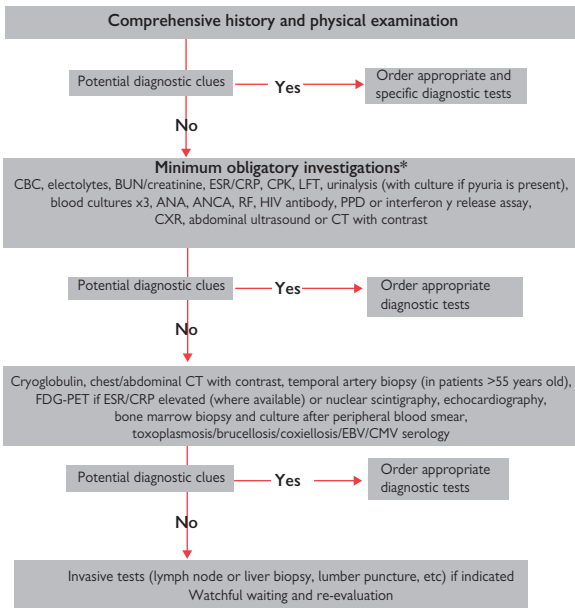 Comprehensive history and physical examination
Potential diagnostic clues
Yes
Order appropriate and
specific diagnostic tests
No
Minimum obligatory investigations*
CBC, electolytes, BUN/creatinine, ESR/CRP, CPK, LFT, urinalysis (with culture if pyuria is present),
blood cultures x3, ANA, ANCA, RF, HIV antibody, PPD or interferon y release assay,
CXR, abdominal ultrasound or CT with contrast
Potential diagnostic clues
Yes
Order appropriate
diagnostic tests
No
Cryoglobulin, chest/abdominal CT with contrast, temporal artery biopsy (in patients >55 years old),
FDG-PET if ESR/CRP elevated (where available) or nuclear scintigraphy, echocardiography,
bone marrow biopsy and culture after peripheral blood smear,
toxoplasmosis/brucellosis/coxiellosis/EBV/CMV serology
Potential diagnostic clues
Yes
Order appropriate
diagnostic tests
No
Invasive tests (lymph node or liver biopsy, lumber puncture, etc) if indicated
Watchful waiting and re-evaluation